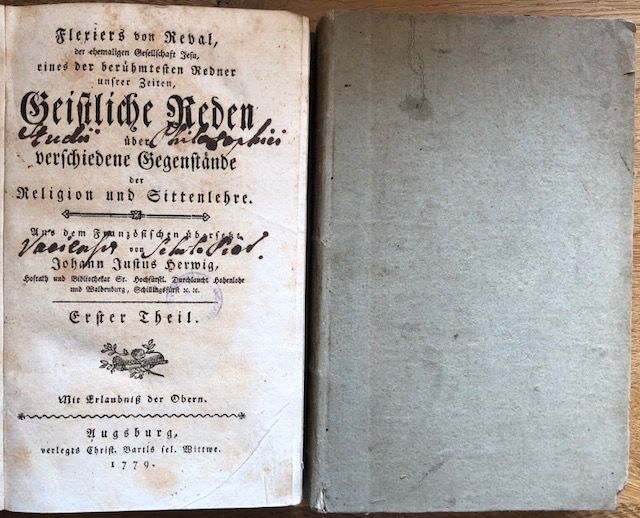 Flexiers von Reval,
der ehemaligen Gesellschaft Jesu,
eines der berühmtesten Redner
unsrer Zeiten,
Geistliche Reden
Studii über Philosophici
verschiedene Gegenstände
der
Religion und Sittenlehre.
Aus dem Französischen übersetzt
von
Johann Justus Herwig,
Hofrath und Bibliothekar Sr. Hochfürstl. Durchlaucht Hohenlohe
und Waldenburg, Schillingsfürst ꝛc. ꝛc.
Erster Theil.
Mit Erlaubniß der Obern.
Augsburg,
verlegts Christ. Bartls sel. Wittwe.
1779.